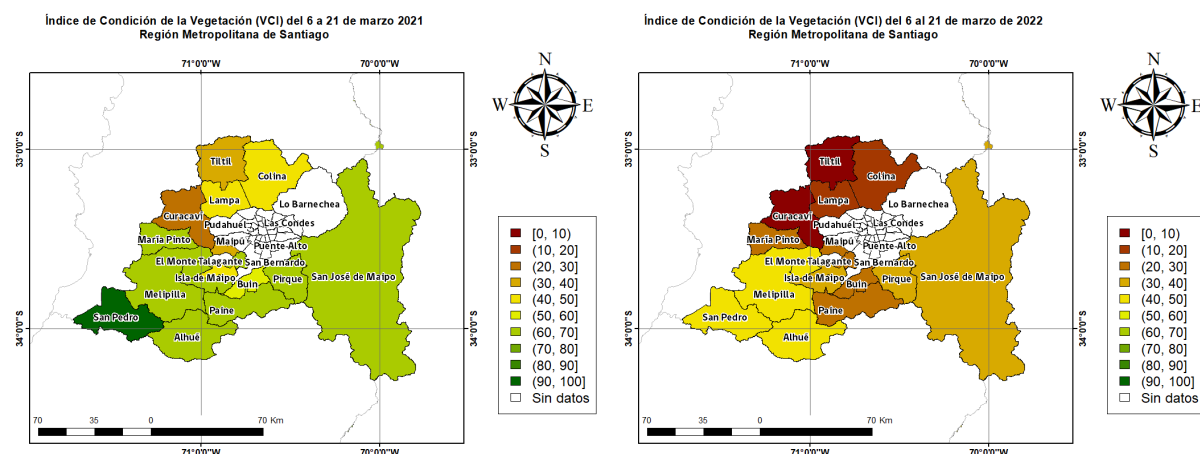 Índice de Condición de la Vegetación (VCI) del 6 a 21 de marzo 2021
Región Metropolitana de Santiago
71°0'0"W
70°0'0"W
N
W
E
S
33°0'0"S
33°0'0"S
Tiltil
Colina
Lampa
Lo Barnechea
Curacaví
Pudahuel
Las Condes
María Pinto
Maipú
Puente Alto
El Monte
Talagante
San Bernardo
Isla de Maipo
Pirque
San José de Maipo
Buin
Melipilla
Paine
San Pedro
Alhué
34°0'0"S
34°0'0"S
[0, 10)
(10, 20]
(20, 30]
(30, 40]
(40, 50]
(50, 60]
(60, 70]
(70, 80]
(80, 90]
(90, 100]
Sin datos
70 35 0 70 Km
71°0'0"W
70°0'0"W
Índice de Condición de la Vegetación (VCI) del 6 al 21 de marzo de 2022
Región Metropolitana de Santiago
71°0'0"W
70°0'0"W
N
W
E
S
33°0'0"S
33°0'0"S
Tiltil
Colina
Lampa
Lo Barnechea
Curacaví
Pudahuel
Las Condes
María Pinto
Maipú
Puente Alto
El Monte
Talagante
San Bernardo
Isla de Maipo
Pirque
San José de Maipo
Buin
Melipilla
Paine
San Pedro
Alhué
34°0'0"S
34°0'0"S
[0, 10)
(10, 20]
(20, 30]
(30, 40]
(40, 50]
(50, 60]
(60, 70]
(70, 80]
(80, 90]
(90, 100]
Sin datos
70 35 0 70 Km
71°0'0"W
70°0'0"W